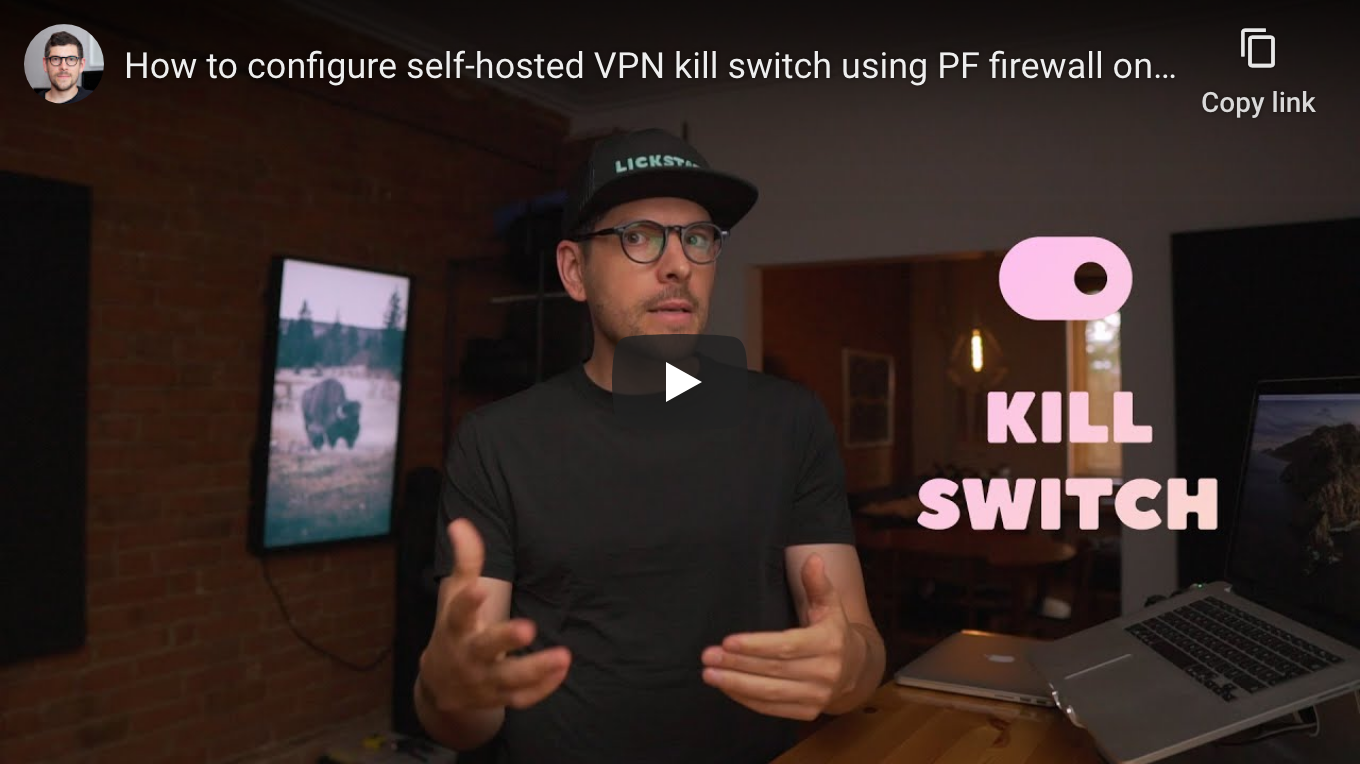 How to configure self-hosted VPN kill switch using PF firewall on…
Copy link
KILL
SWITCH